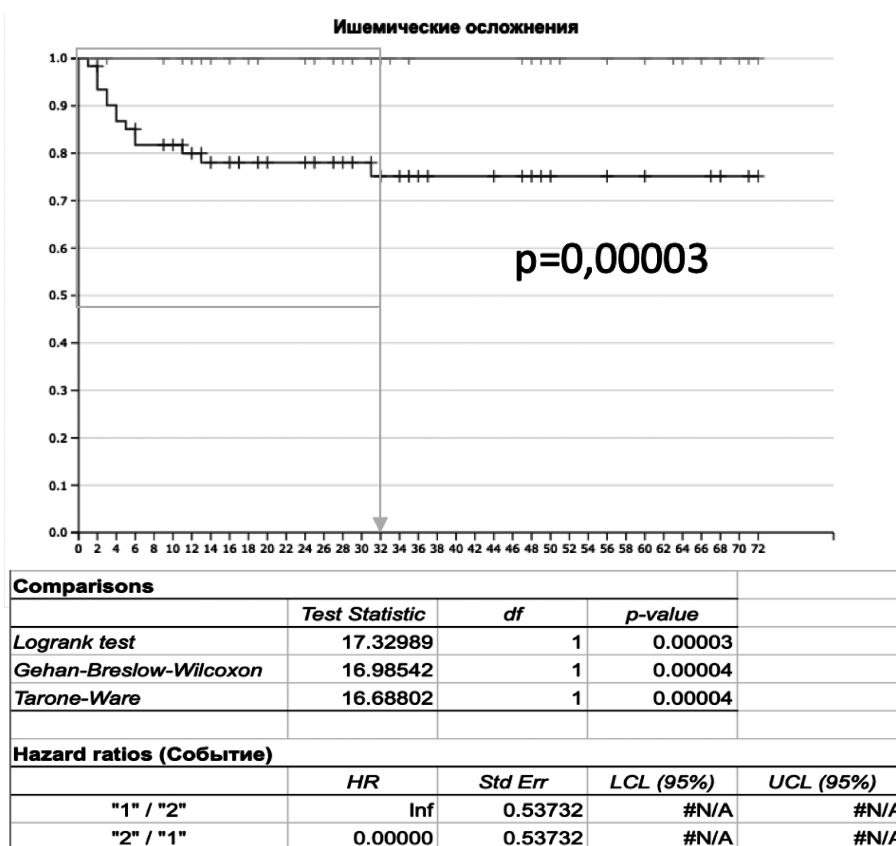 Ишемические осложнения
1.0
0.9
0.8
0.7
0.6
p=0,00003
0.5
0.4
0.3
0.2
0.1
0.0
0 2 4 6 8 10 12 14 16 18 20 22 24 26 28 30 32 34 36 38 40 42 44 46 48 50 52 54 56 58 60 62 64 66 68 70 72
Comparisons
Test Statistic df p-value
Logrank test 17.32989 1 0.00003
Gehan-Breslow-Wilcoxon 16.98542 1 0.00004
Tarone-Ware 16.68802 1 0.00004
Hazard ratios (Событие)
HR Std Err LCL (95%) UCL (95%)
"1" / "2" Inf 0.53732 #N/A #N/A
"2" / "1" 0.00000 0.53732 #N/A #N/A